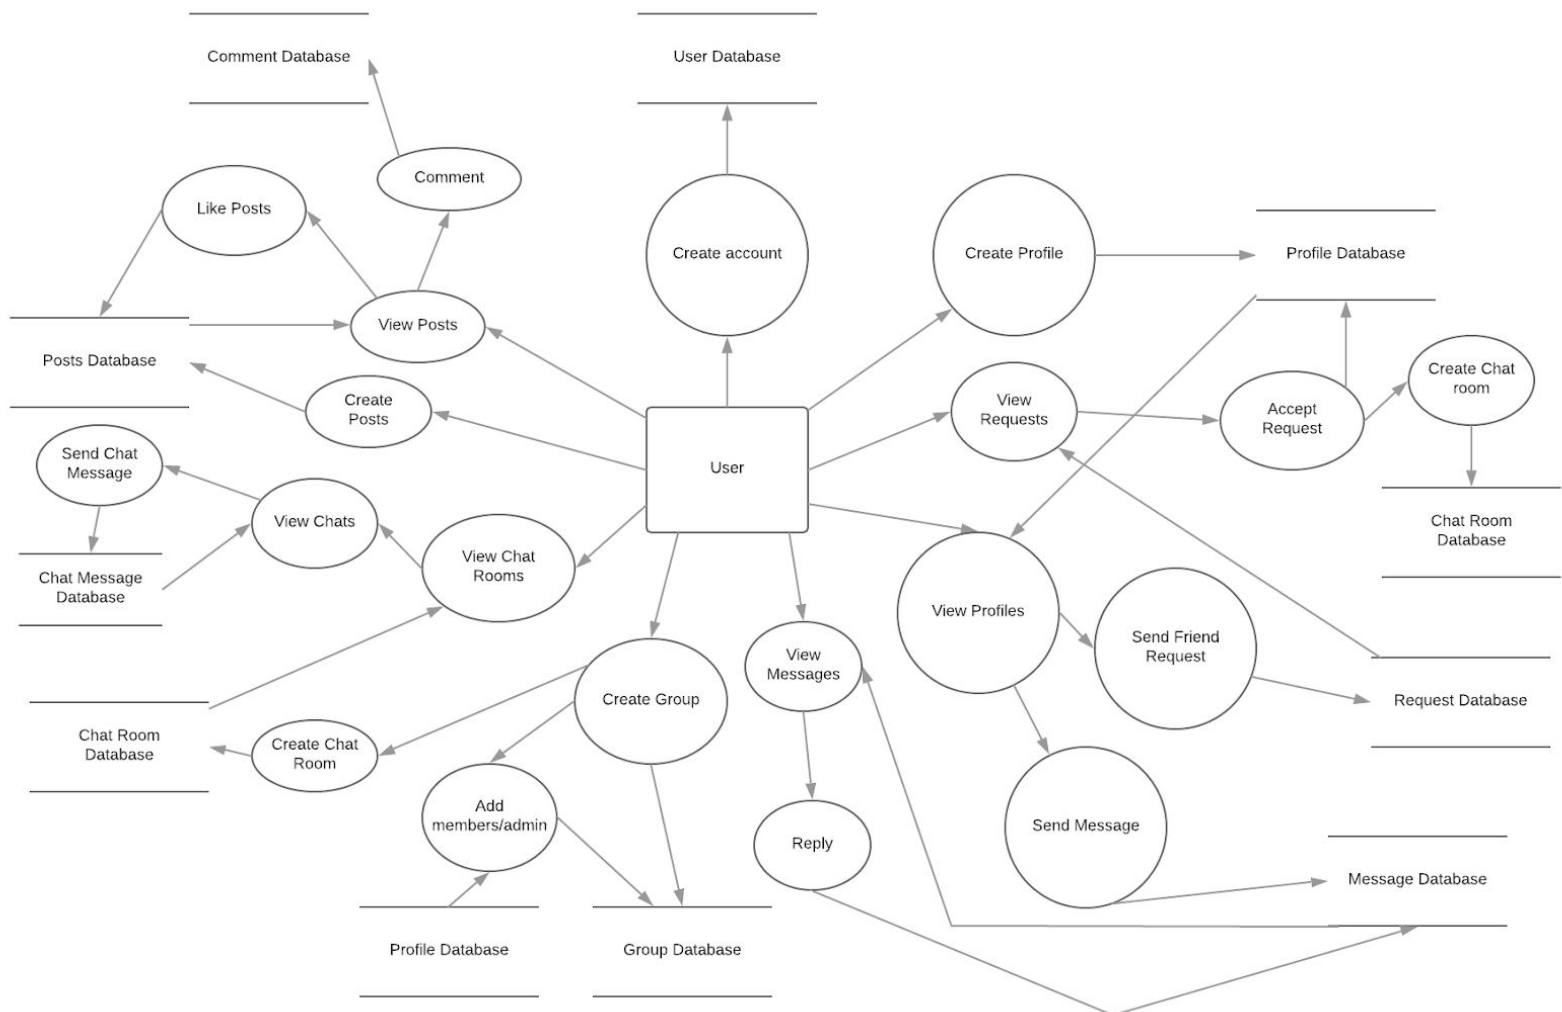 Comment Database
User Database
Comment
Like Posts
Create account
Create Profile
Profile Database
View Posts
Posts Database
Create
Posts
View
Requests
Accept
Request
Create Chat
room
Send Chat
Message
User
View Chats
View Chat
Rooms
Chat Room
Database
Chat Message
Database
View Profiles
Send Friend
Request
View
Messages
Create Group
Request Database
Chat Room
Database
Create Chat
Room
Add
members/admin
Reply
Send Message
Message Database
Profile Database
Group Database